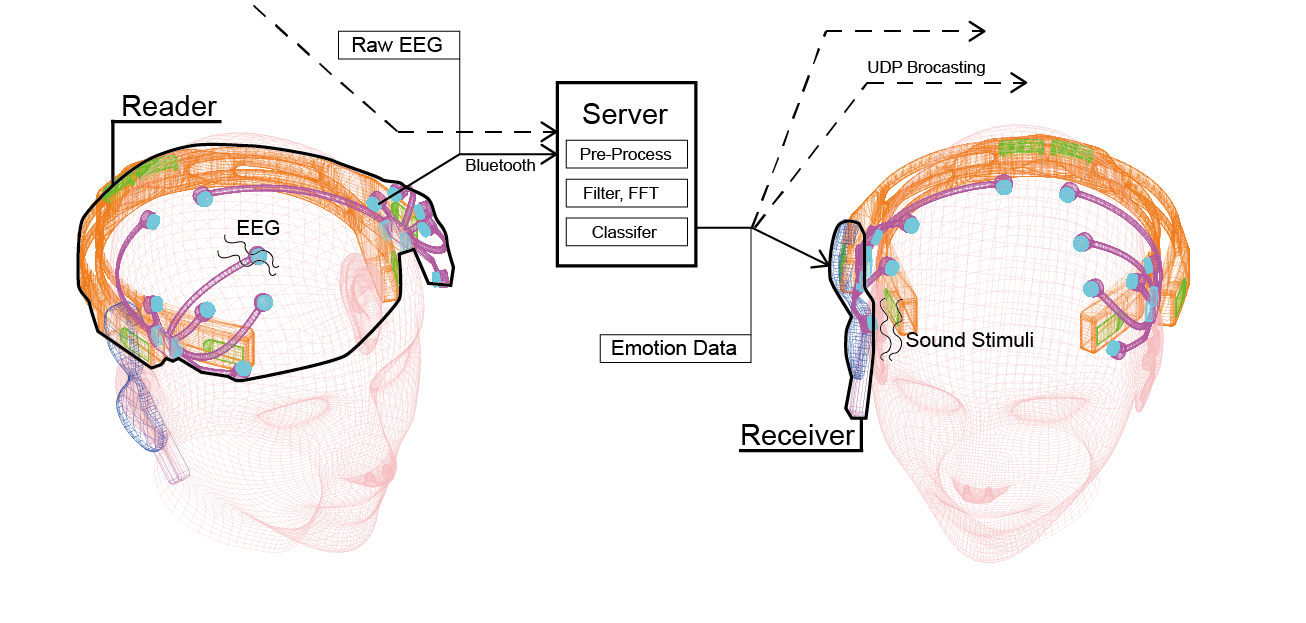 Raw EEG
UDP Brocasting
Reader
Server
Pre-Process
Bluetooth
Filter, FFT
EEG
Classifer
Emotion Data
Sound Stimuli
Receiver